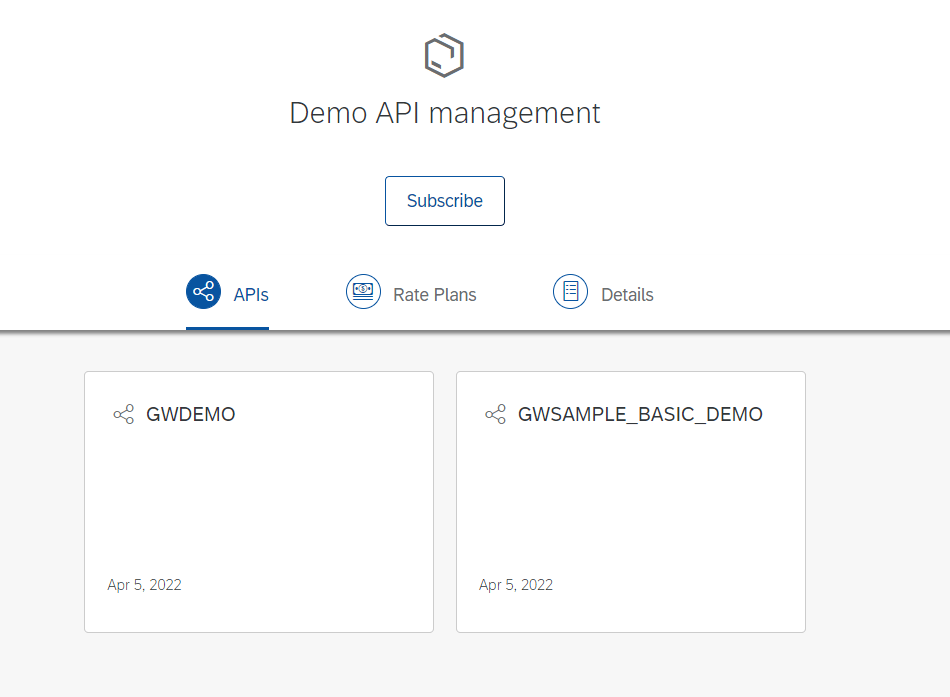 Demo API management
Subscribe
APIs
Rate Plans
Details
GWDEMO
GWSAMPLE_BASIC_DEMO
Apr 5, 2022
Apr 5, 2022